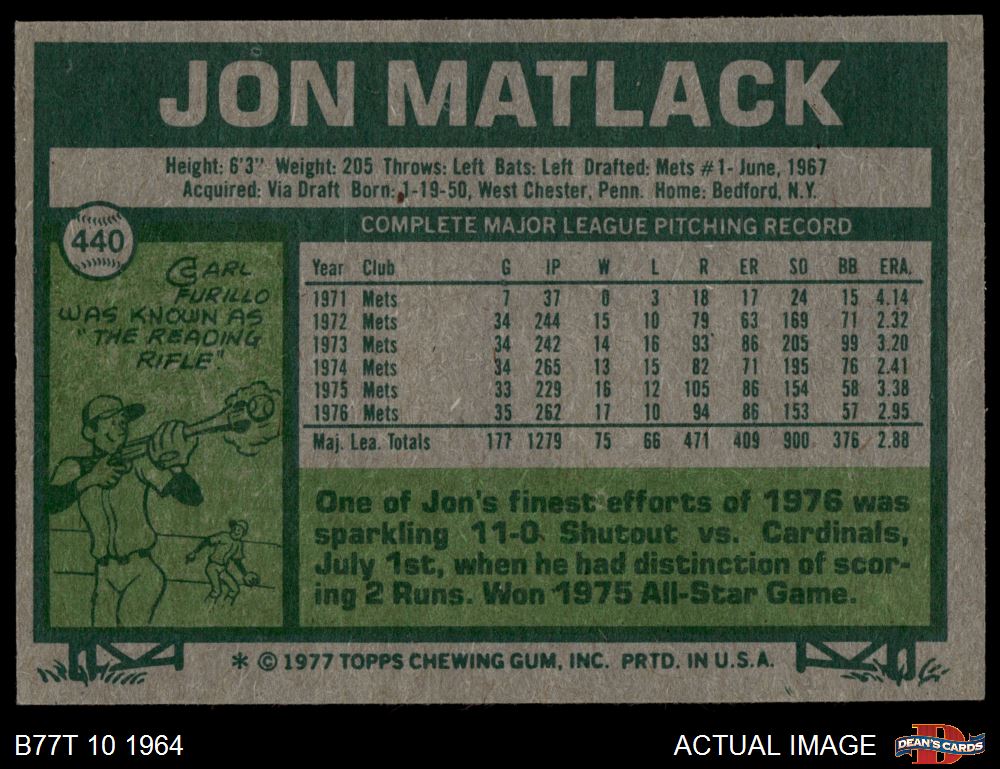 JON MATLACK
Height: 6'3" Weight: 205 Throws: Left Bats: Left Drafted: Mets #1- June, 1967
Acquired: Via Draft Born: 1-19-50, West Chester, Penn. Home: Bedford, N.Y.
440
CARL
FURILLO
WAS KNOWN AS
"THE READING
RIFLE".
COMPLETE MAJOR LEAGUE PITCHING RECORD
Year Club G IP W L R ER SO BB ERA.
1971 Mets 7 37 0 3 18 17 24 15 4.14
1972 Mets 34 244 15 10 79 63 169 71 2.32
1973 Mets 34 242 14 16 93 86 205 99 3.20
1974 Mets 34 265 13 15 82 71 195 76 2.41
1975 Mets 33 229 16 12 105 86 154 58 3.38
1976 Mets 35 262 17 10 94 86 153 57 2.95
Maj. Lea. Totals 177 1279 75 66 471 409 900 376 2.88
One of Jon's finest efforts of 1976 was
sparkling 11-0 Shutout vs. Cardinals,
July 1st, when he had distinction of scor-
ing 2 Runs. Won 1975 All-Star Game.
* © 1977 TOPPS CHEWING GUM, INC. PRTD. IN U.S.A.
B77T 10 1964
ACTUAL IMAGE
D
DEAN'S CARDS